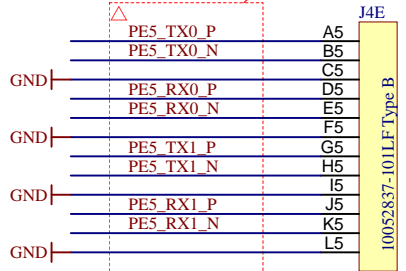 J4E
PE5_TX0_P A5
PE5_TX0_N B5
GND C5
PE5_RX0_P D5
PE5_RX0_N E5
GND F5
PE5_TX1_P G5
PE5_TX1_N H5
GND I5
PE5_RX1_P J5
PE5_RX1_N K5
GND L5
10052837-101LF Type B